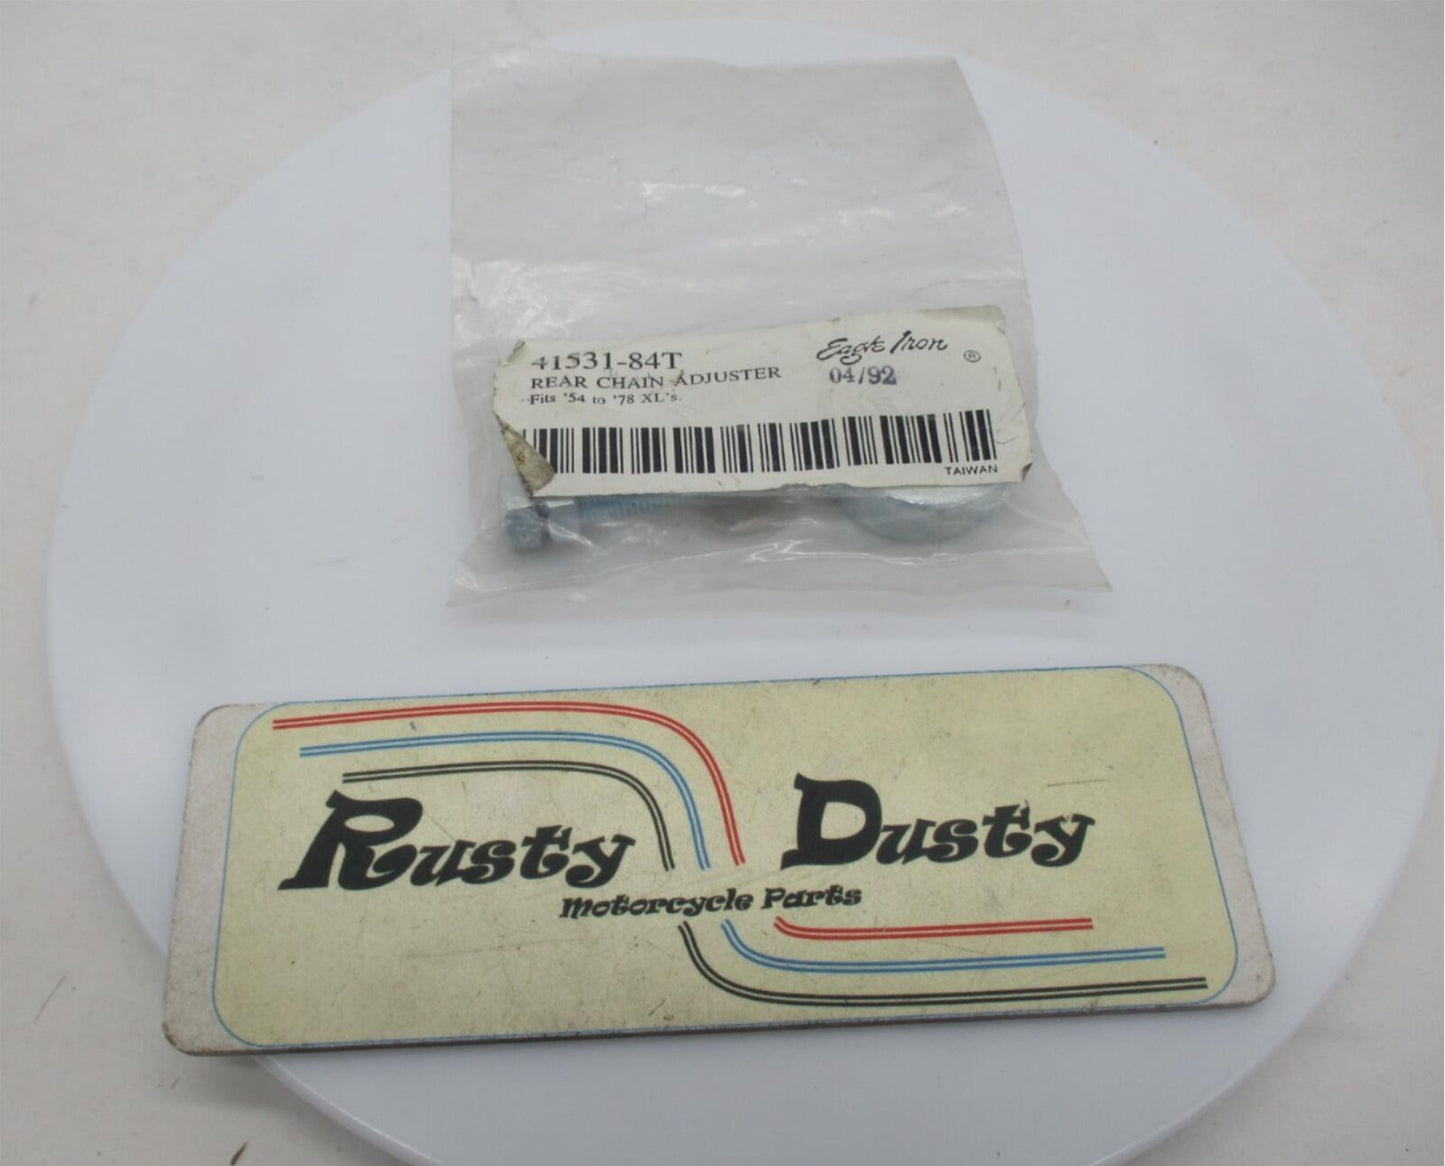 41531-84T
Eagle Iron ®
REAR CHAIN ADJUSTER
04/92
Fits '54 to '78 XL's.
TAIWAN
Rusty Dusty
Motorcycle Parts